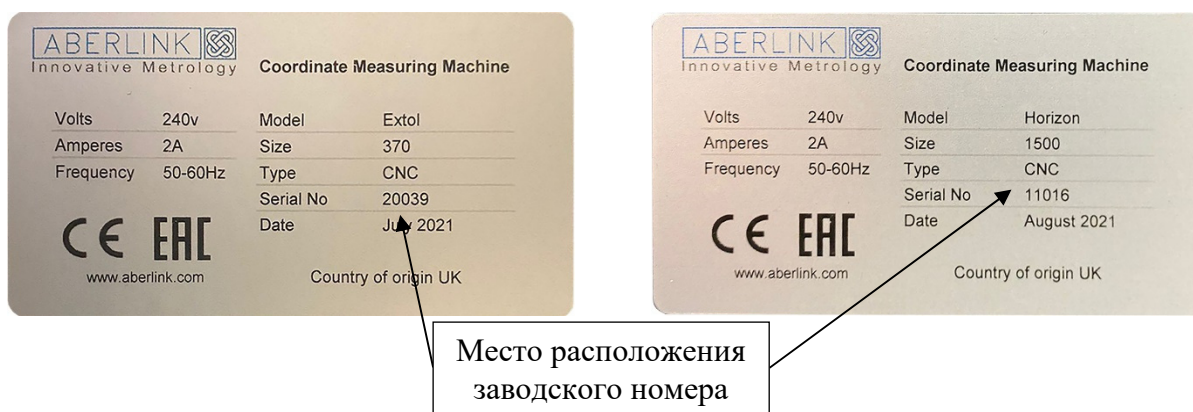 ABERLINK
Innovative Metrology
Coordinate Measuring Machine
Volts 240v
Amperes 2A
Frequency 50-60Hz
Model Extol
Size 370
Type CNC
Serial No 20039
Date July 2021
CE EAC
www.aberlink.com
Country of origin UK
ABERLINK
Innovative Metrology
Coordinate Measuring Machine
Volts 240v
Amperes 2A
Frequency 50-60Hz
Model Horizon
Size 1500
Type CNC
Serial No 11016
Date August 2021
CE EAC
www.aberlink.com
Country of origin UK
Место расположения
заводского номера